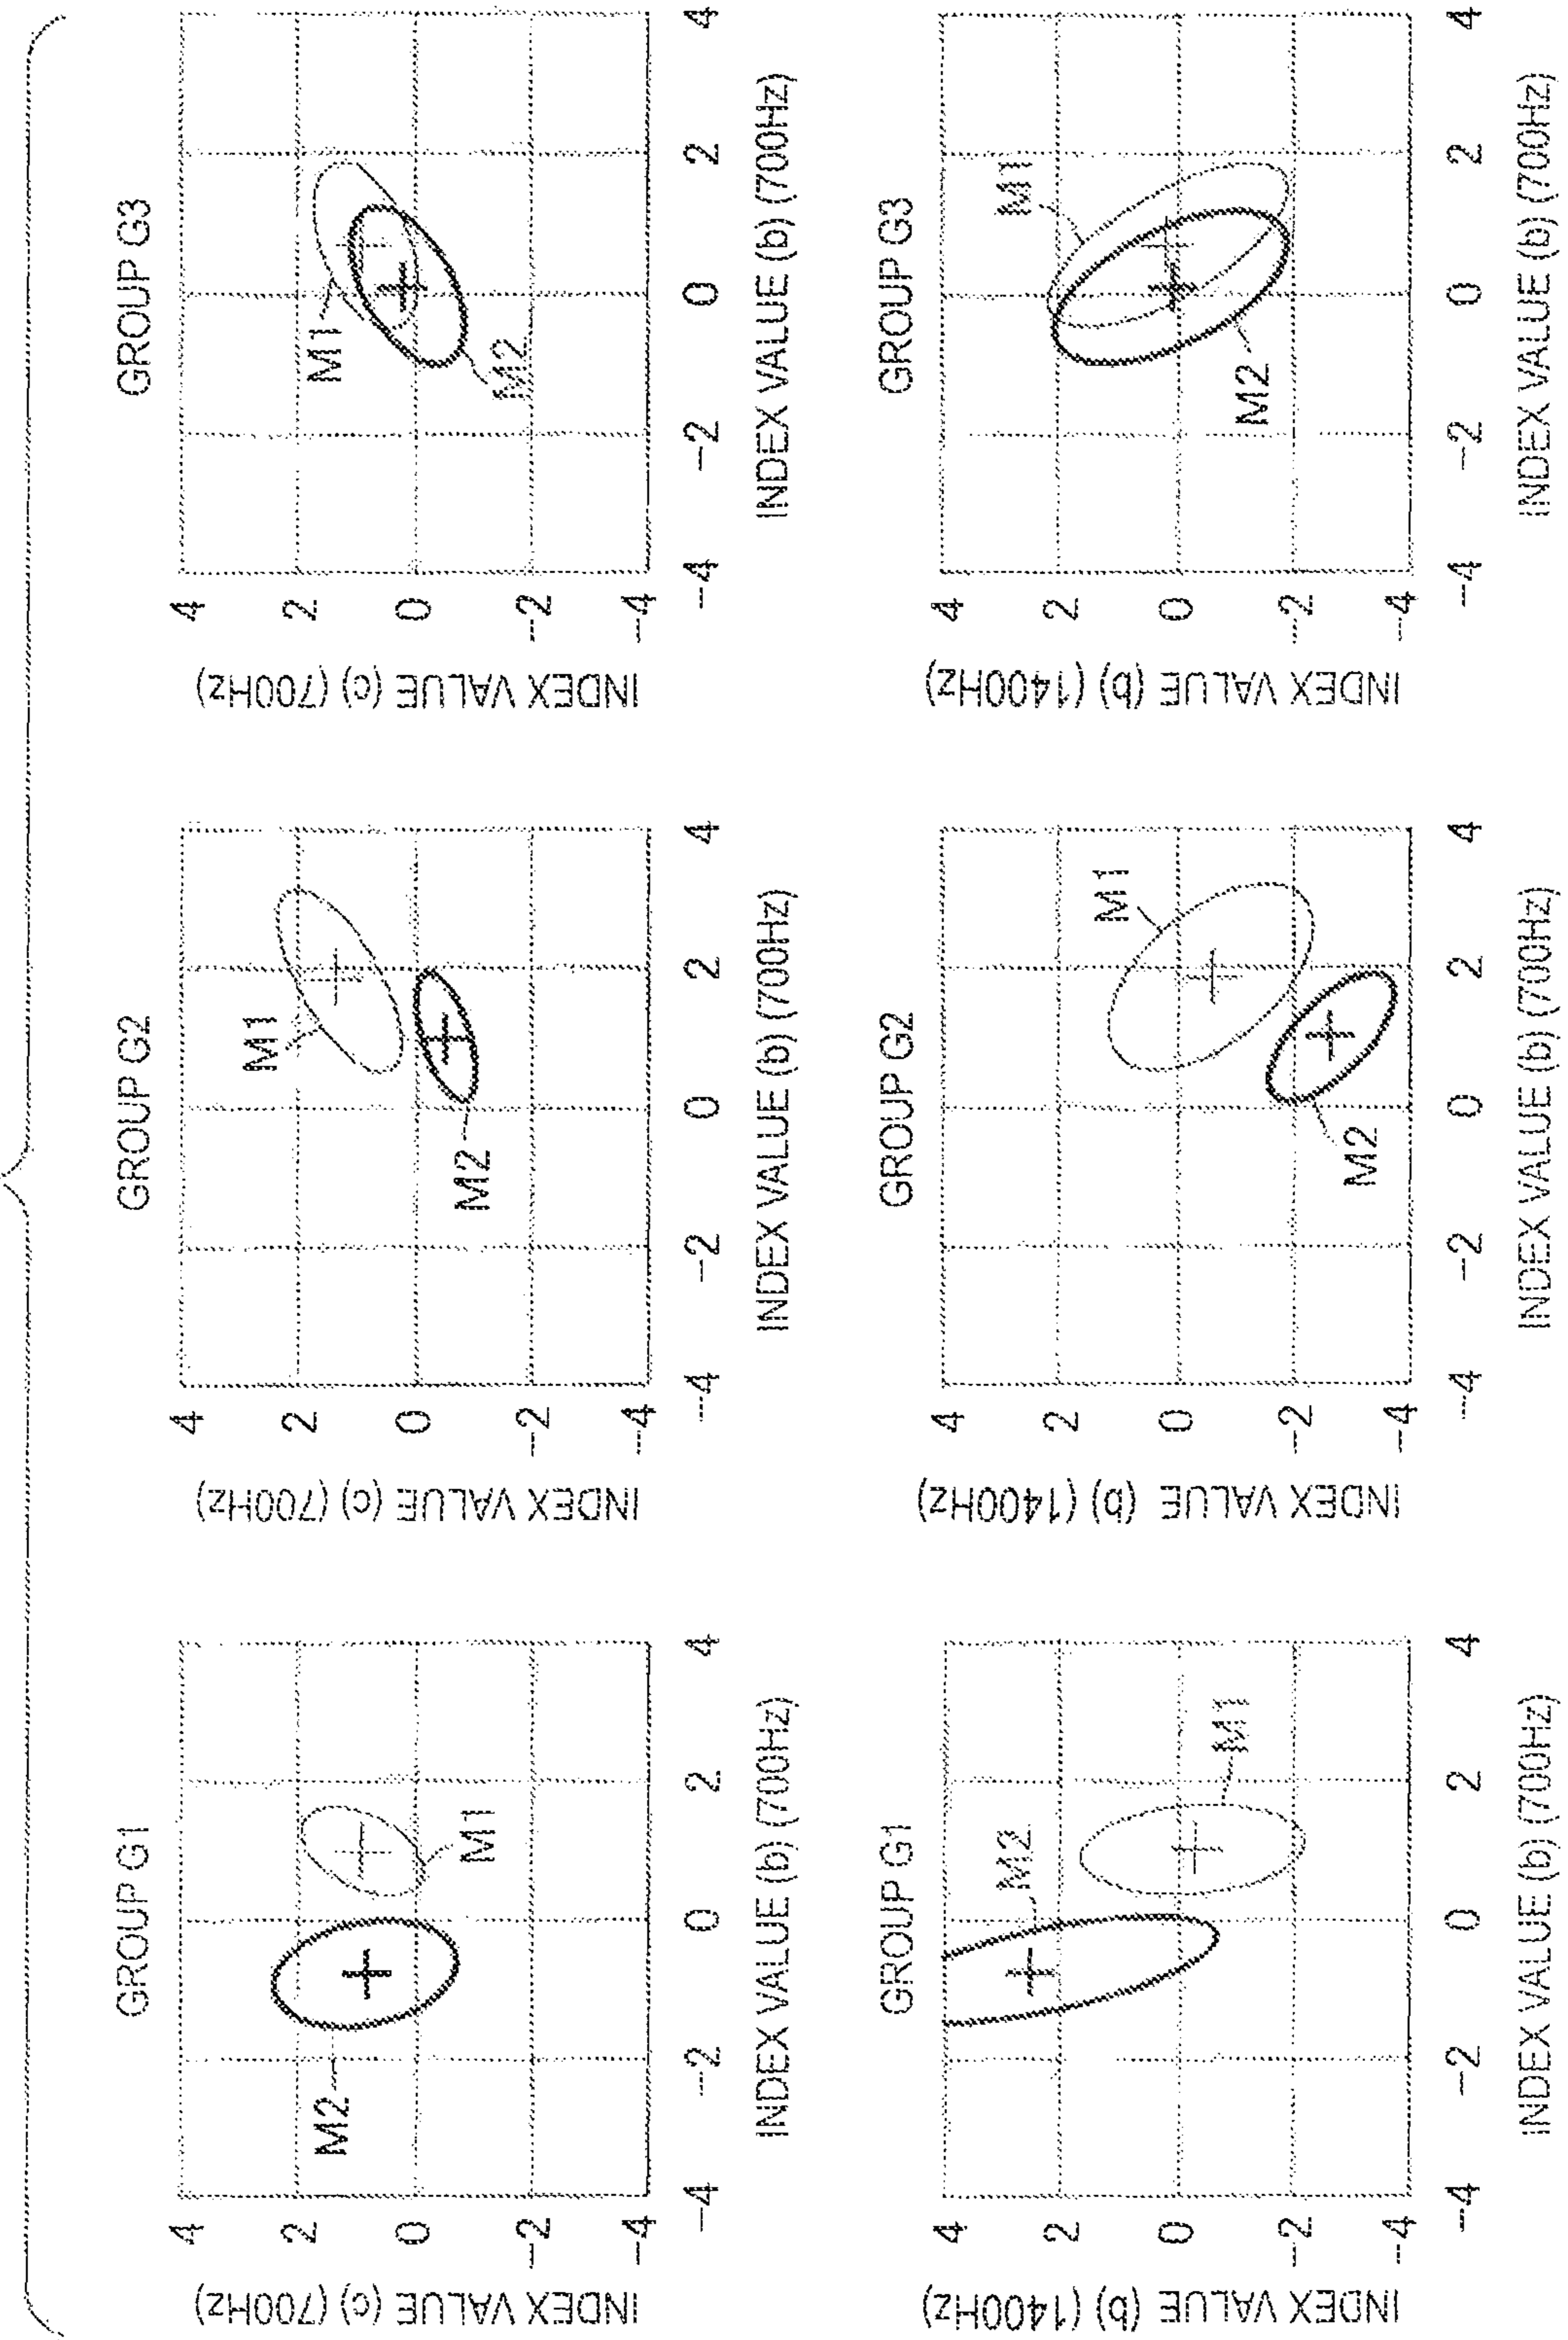 GROUP G1
INDEX VALUE (c) (700Hz)
4
2
0
-2
-4
M2
M1
-4
-2
0
2
4
INDEX VALUE (b) (700Hz)
GROUP G2
INDEX VALUE (c) (700Hz)
4
2
0
-2
-4
M1
M2
-4
-2
0
2
4
INDEX VALUE (b) (700Hz)
GROUP G3
INDEX VALUE (c) (700Hz)
4
2
0
-2
-4
M1
M2
-4
-2
0
2
4
INDEX VALUE (b) (700Hz)
GROUP G1
INDEX VALUE (b) (1400Hz)
4
2
0
-2
-4
M2
M1
-4
-2
0
2
4
INDEX VALUE (b) (700Hz)
GROUP G2
INDEX VALUE (b) (1400Hz)
4
2
0
-2
-4
M1
M2
-4
-2
0
2
4
INDEX VALUE (b) (700Hz)
GROUP G3
INDEX VALUE (b) (1400Hz)
4
2
0
-2
-4
M1
M2
-4
-2
0
2
4
INDEX VALUE (b) (700Hz)